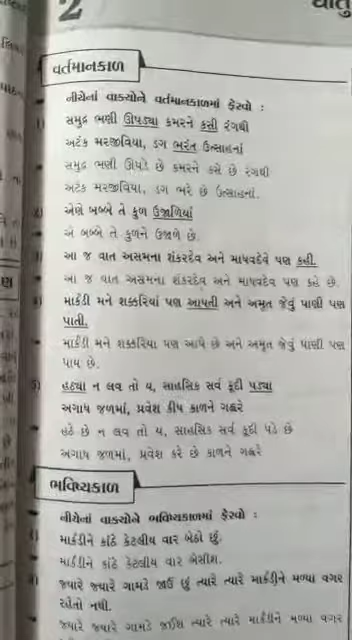 2
ધાતુ
વર્તમાનકાળ
નીચેનાં વાક્યોને વર્તમાનકાળમાં ફેરવો :
સમુદ્ર ભણી ઊપડ્યા કમરને કસી રંગથી
અટંક મરજીવિયા, ડગ ભરંત ઉત્સાહનાં
સમુદ્ર ભણી ઊપડે છે કમરને કસે છે રંગથી
અટંક મરજીવિયા, ડગ ભરે છે ઉત્સાહનાં.
એણે બબ્બે તે કુળ ઉજાળિયાં
એ બબ્બે તે કુળને ઉજાળે છે.
આ જ વાત અસમના શંકરદેવ અને માધવદેવે પણ કહી.
આ જ વાત અસમના શંકરદેવ અને માધવદેવ પણ કહે છે.
માર્કંડી મને શક્કરિયાં પણ આપતી અને અમૃત જેવું પાણી પણ
પાતી.
માર્કંડી મને શક્કરિયા પણ આપે છે અને અમૃત જેવું પાણી પણ
પાય છે.
હઠ્યા ન લવ તો ય, સાહસિક સર્વ કૂદી પડ્યા
અગાધ જળમાં, પ્રવેશ કીધ કાળને ગહ્વરે
હઠે છે ન લવ તો ય, સાહસિક સર્વ કૂદી પડે છે
અગાધ જળમાં, પ્રવેશ કરે છે કાળને ગહ્વરે
ભવિષ્યકાળ
નીચેનાં વાક્યોને ભવિષ્યકાળમાં ફેરવો :
માર્કંડીને કાંઠે કેટલીય વાર બેઠો છું.
માર્કંડીને કાંઠે કેટલીય વાર બેસીશ.
જ્યારે જ્યારે ગામડે જાઉં છું ત્યારે ત્યારે માર્કંડીને મળ્યા વગર
રહેતો નથી.
જ્યારે જ્યારે ગામડે જઈશ ત્યારે ત્યારે માર્કંડીને મળ્યા વગર